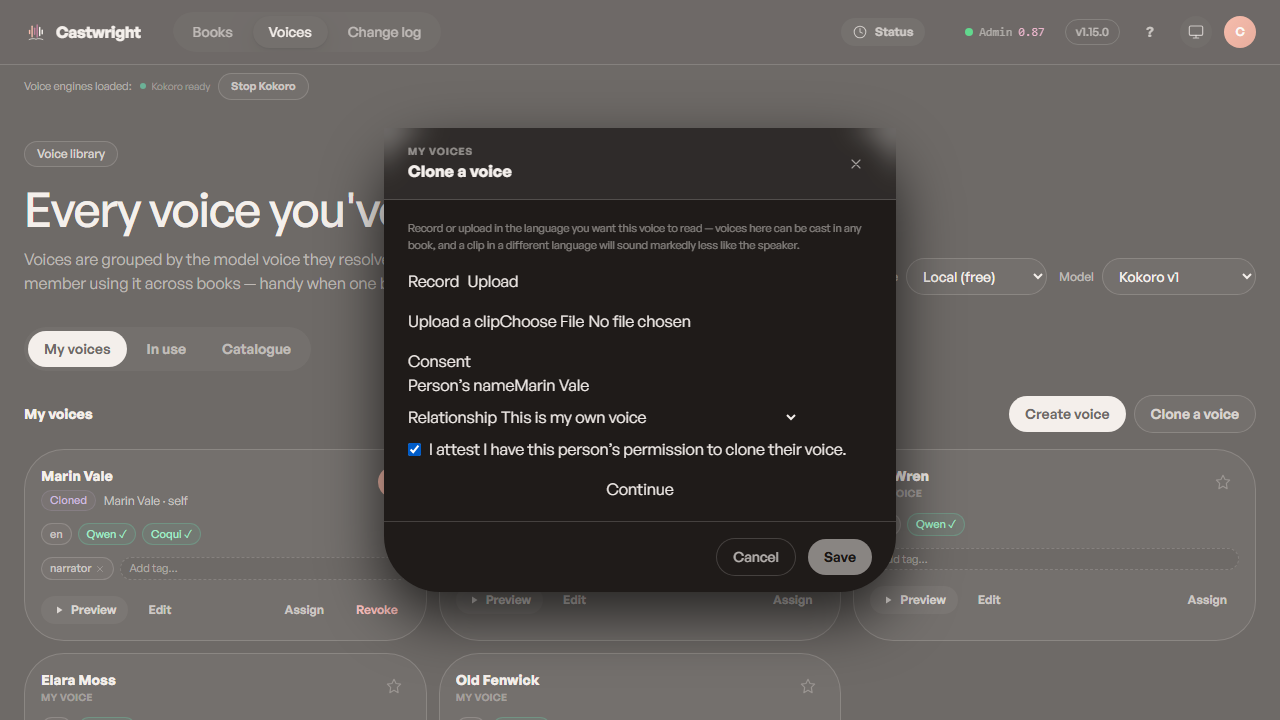 Castwright
Books
Voices
Change log
Status
Admin 0.87
v1.15.0
?
C
Voice engines loaded:
Kokoro ready
Stop Kokoro
Voice library
Every voice you've
Voices are grouped by the model voice they
member using it across books — handy when one
Local (free)
Model
Kokoro v1
My voices
In use
Catalogue
My voices
Create voice
Clone a voice
MY VOICES
Clone a voice
Record or upload in the language you want this voice to read — voices here can be cast in any
book, and a clip in a different language will sound markedly less like the speaker.
Record Upload
Upload a clipChoose File No file chosen
Consent
Person’s nameMarin Vale
Relationship This is my own voice
I attest I have this person’s permission to clone their voice.
Continue
Cancel
Save
Marin Vale
Cloned
Marin Vale · self
en
Qwen ✓
Coqui ✓
narrator ×
Add tag...
Preview
Edit
Assign
Revoke
Preview
Edit
Assign
Wren
Qwen ✓
Preview
Edit
Assign
Elara Moss
MY VOICE
Old Fenwick
MY VOICE